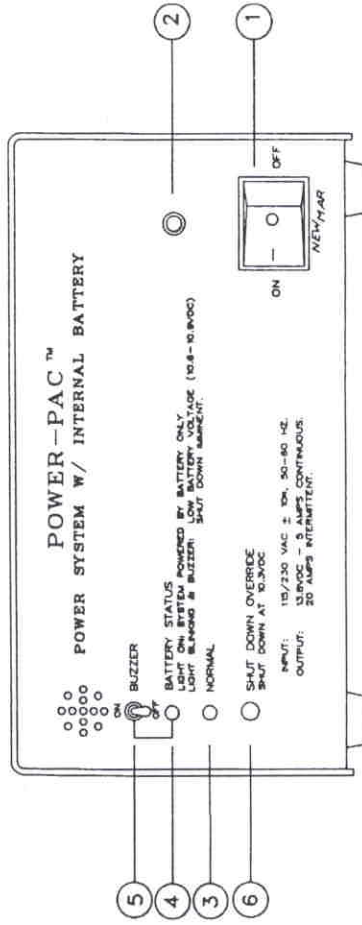 POWER-PAC™
POWER SYSTEM W/ INTERNAL BATTERY
ON
BUZZER
OFF
BATTERY STATUS
LIGHT ON: SYSTEM POWERED BY BATTERY ONLY
LIGHT BLINKING & BUZZER: LOW BATTERY VOLTAGE (10.6-10.9VDC)
SHUT DOWN IMMINENT.
NORMAL
SHUT DOWN OVERRIDE
SHUT DOWN AT 10.3VDC
INPUT: 115/230 VAC ± 10%, 50-60 HZ.
OUTPUT: 13.8VDC - 5 AMPS CONTINUOUS.
20 AMPS INTERMITTENT.
ON
OFF
NEWMAR
5
4
3
6
2
1